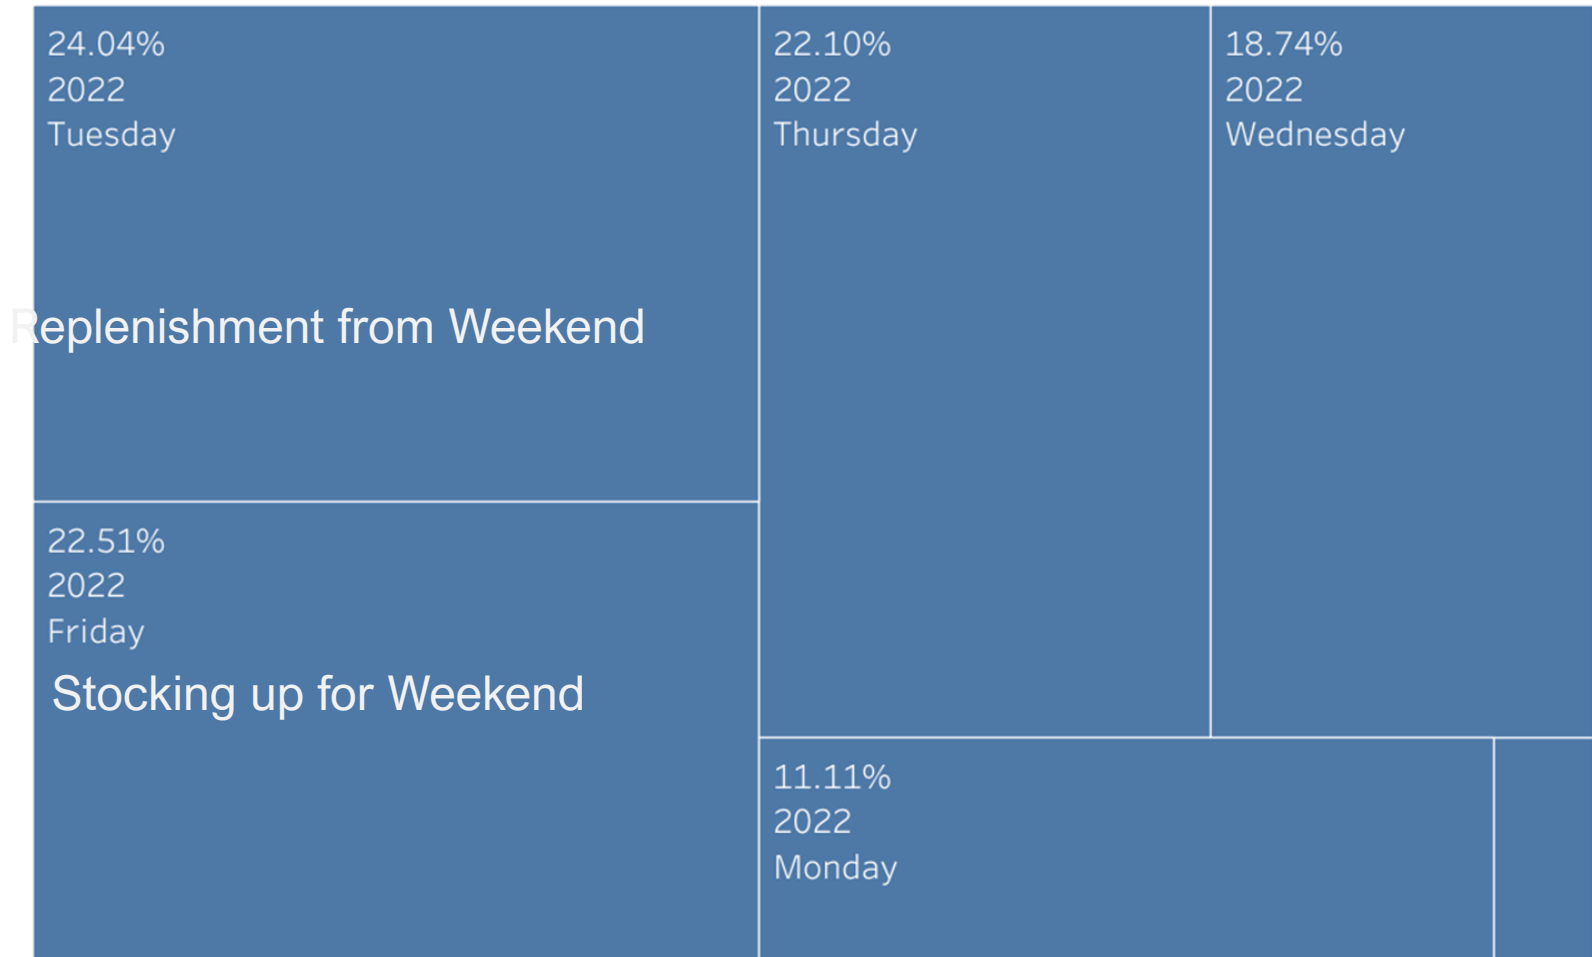 24.04%
2022
Tuesday
Replenishment from Weekend
22.51%
2022
Friday
Stocking up for Weekend
22.10%
2022
Thursday
18.74%
2022
Wednesday
11.11%
2022
Monday